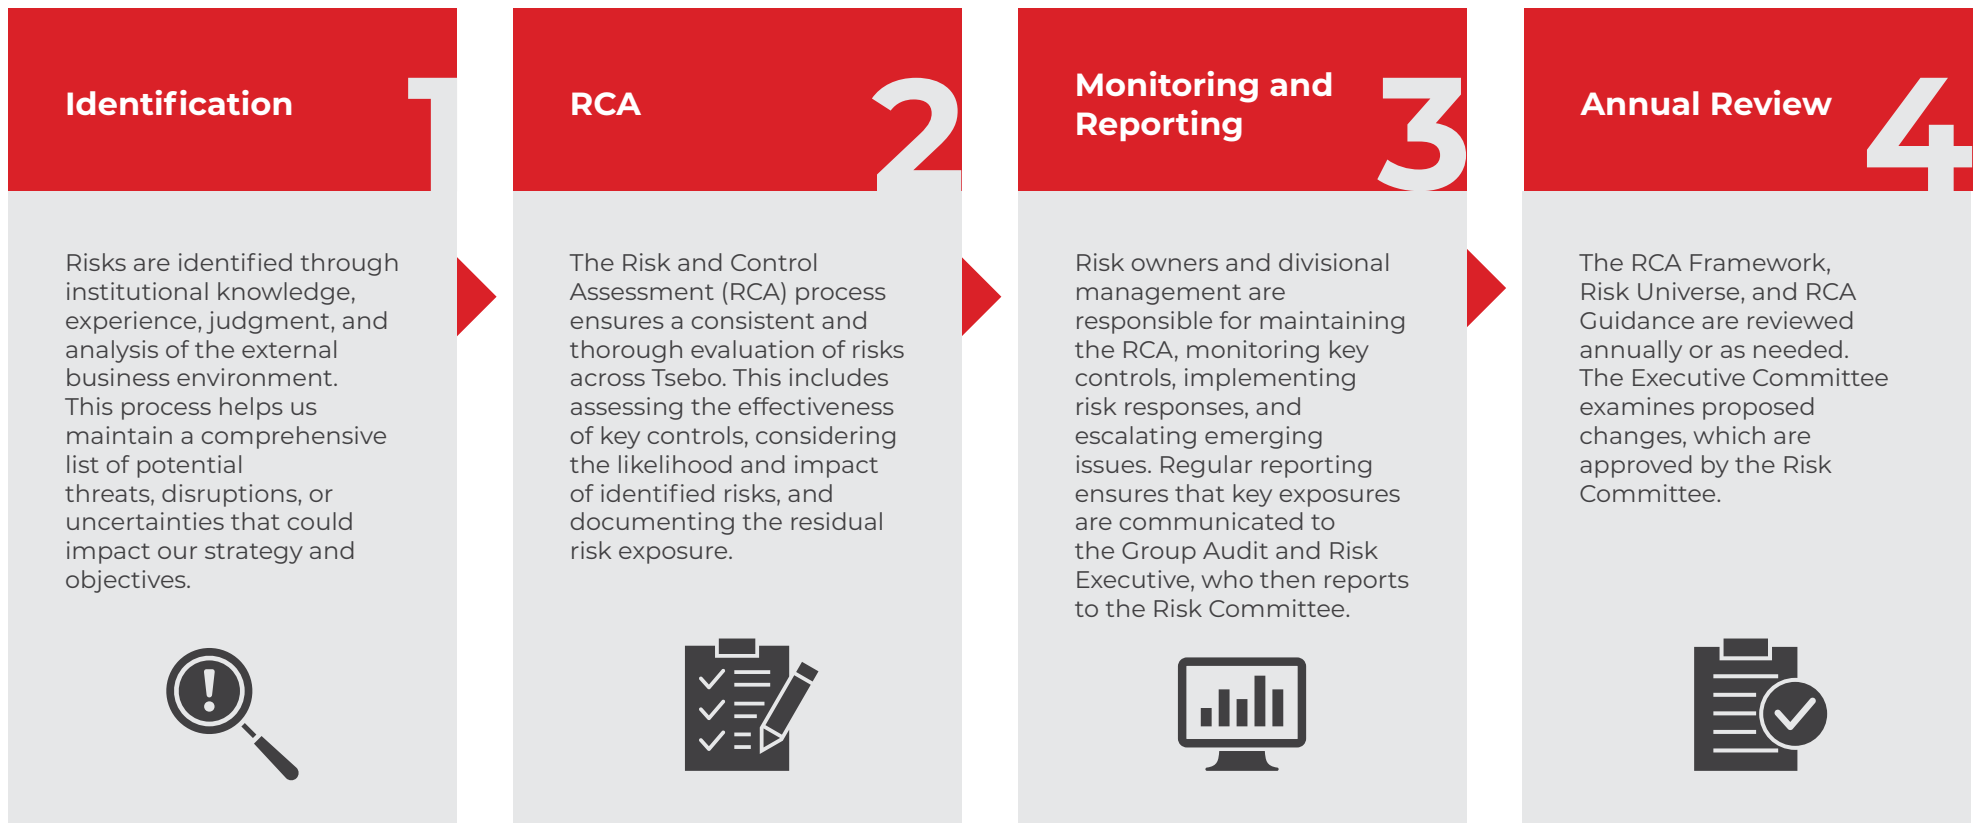 Identification
1
Risks are identified through
institutional knowledge,
experience, judgment, and
analysis of the external
business environment.
This process helps us
maintain a comprehensive
list of potential
threats, disruptions, or
uncertainties that could
impact our strategy and
objectives.
RCA
2
The Risk and Control
Assessment (RCA) process
ensures a consistent and
thorough evaluation of risks
across Tsebo. This includes
assessing the effectiveness
of key controls, considering
the likelihood and impact
of identified risks, and
documenting the residual
risk exposure.
Monitoring and
Reporting
3
Risk owners and divisional
management are
responsible for maintaining
the RCA, monitoring key
controls, implementing
risk responses, and
escalating emerging
issues. Regular reporting
ensures that key exposures
are communicated to
the Group Audit and Risk
Executive, who then reports
to the Risk Committee.
Annual Review
4
The RCA Framework,
Risk Universe, and RCA
Guidance are reviewed
annually or as needed.
The Executive Committee
examines proposed
changes, which are
approved by the Risk
Committee.